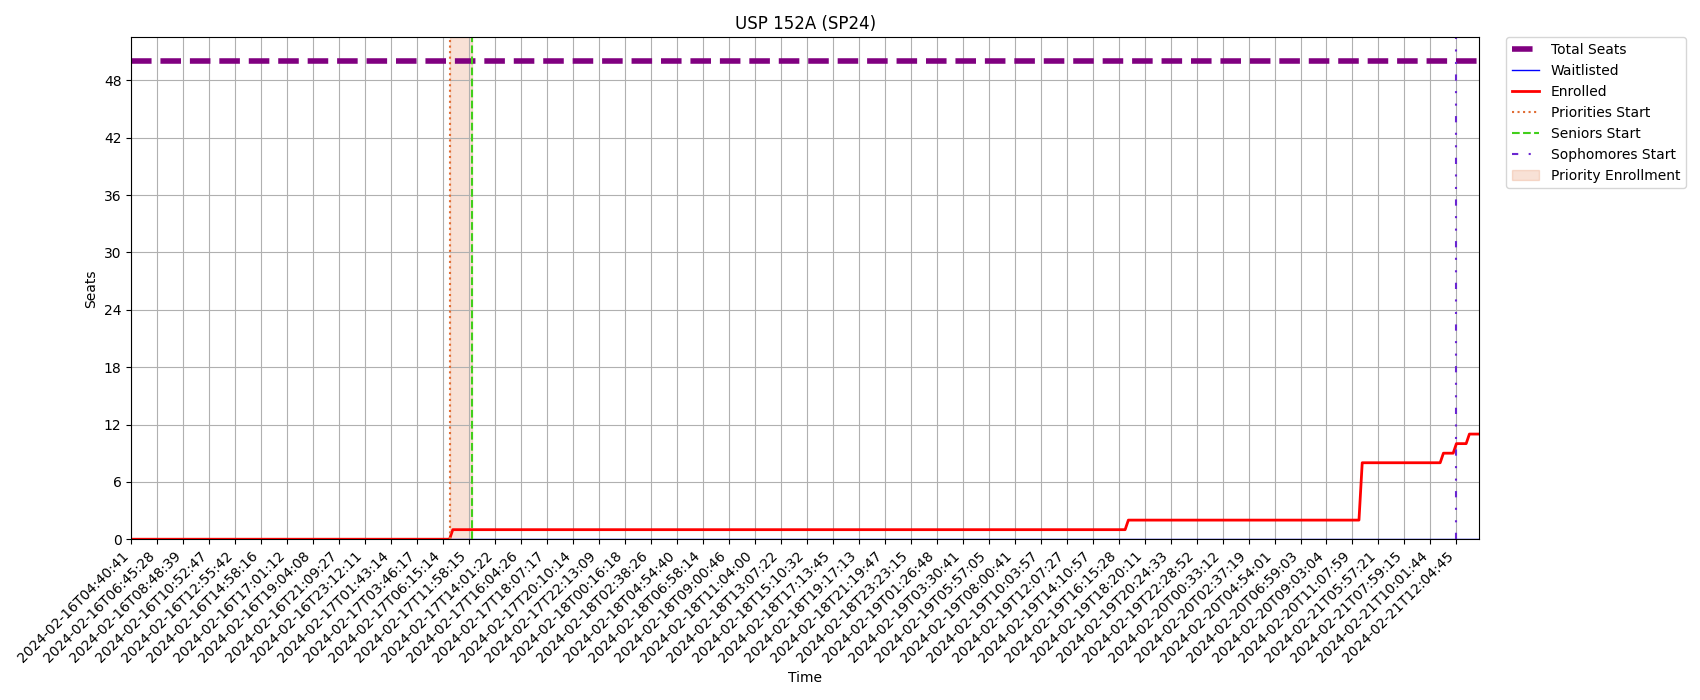 USP 152A (SP24)
Total Seats
Waitlisted
Enrolled
Priorities Start
Seniors Start
Sophomores Start
Priority Enrollment
Seats
48
42
36
30
24
18
12
6
0
2024-02-16T04:40:41
2024-02-16T06:45:28
2024-02-16T08:48:39
2024-02-16T10:52:47
2024-02-16T12:55:42
2024-02-16T14:58:16
2024-02-16T17:01:12
2024-02-16T19:04:08
2024-02-16T21:09:27
2024-02-16T23:12:11
2024-02-17T01:43:14
2024-02-17T03:46:17
2024-02-17T06:15:14
2024-02-17T11:58:15
2024-02-17T14:01:22
2024-02-17T16:04:26
2024-02-17T18:07:17
2024-02-17T20:10:14
2024-02-17T22:13:09
2024-02-18T00:16:18
2024-02-18T02:38:26
2024-02-18T04:54:40
2024-02-18T06:58:14
2024-02-18T09:00:46
2024-02-18T11:04:00
2024-02-18T13:07:22
2024-02-18T15:10:32
2024-02-18T17:13:45
2024-02-18T19:17:13
2024-02-18T21:19:47
2024-02-18T23:23:15
2024-02-19T01:26:48
2024-02-19T03:30:41
2024-02-19T05:57:05
2024-02-19T08:00:41
2024-02-19T10:03:57
2024-02-19T12:07:27
2024-02-19T14:10:57
2024-02-19T16:15:28
2024-02-19T18:20:11
2024-02-19T20:24:33
2024-02-19T22:28:52
2024-02-20T00:33:12
2024-02-20T02:37:19
2024-02-20T04:54:01
2024-02-20T06:59:03
2024-02-20T09:03:04
2024-02-20T11:07:59
2024-02-21T05:57:21
2024-02-21T07:59:15
2024-02-21T10:01:44
2024-02-21T12:04:45
Time